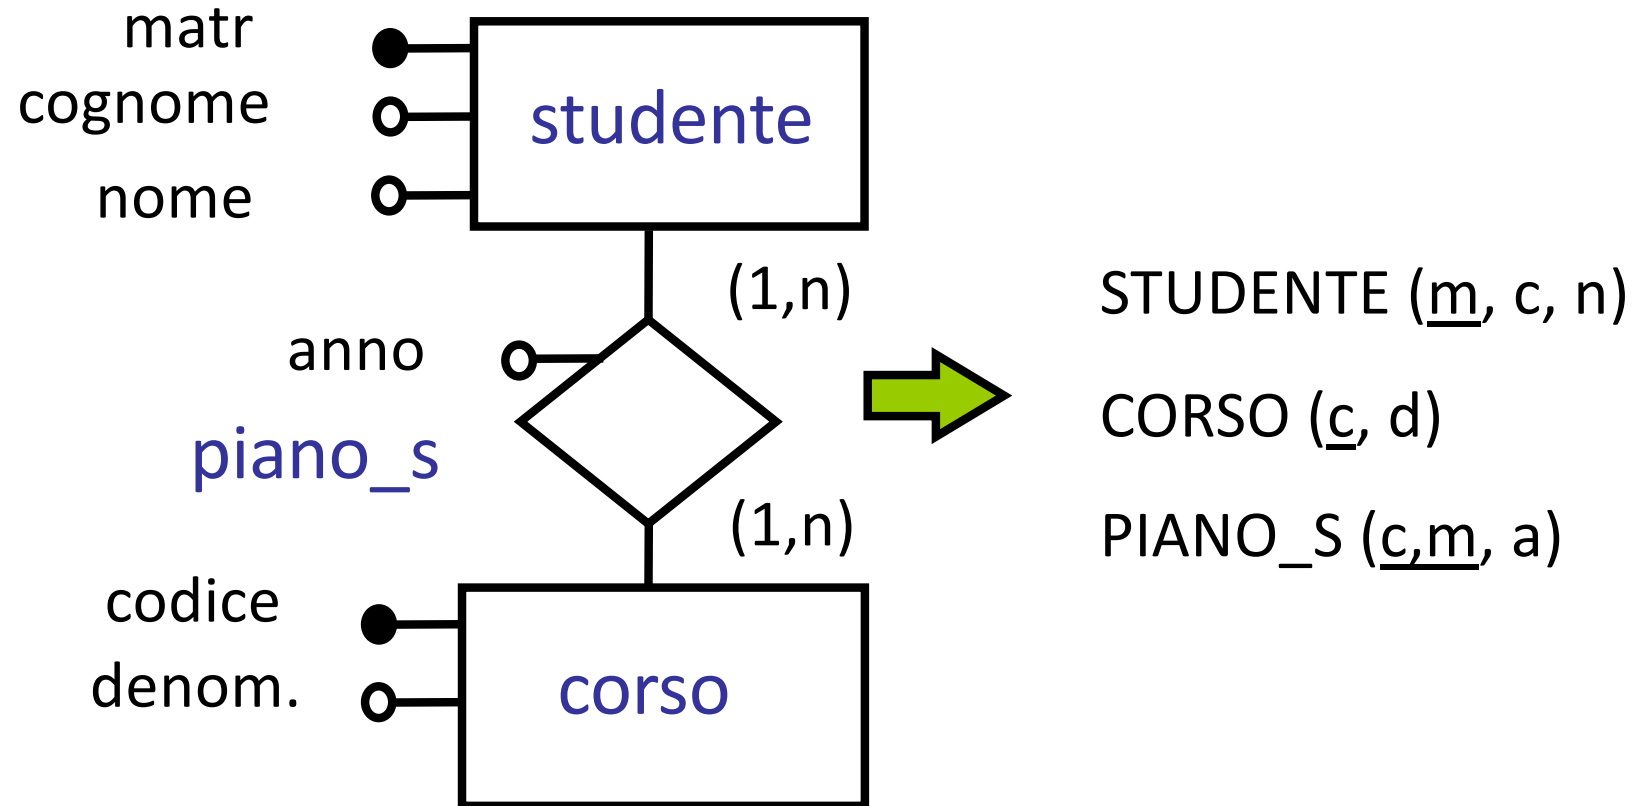 matr
cognome
nome
studente
(1,n)
anno
piano_s
(1,n)
codice
denom.
corso
STUDENTE (m, c, n)
CORSO (c, d)
PIANO_S (c,m, a)